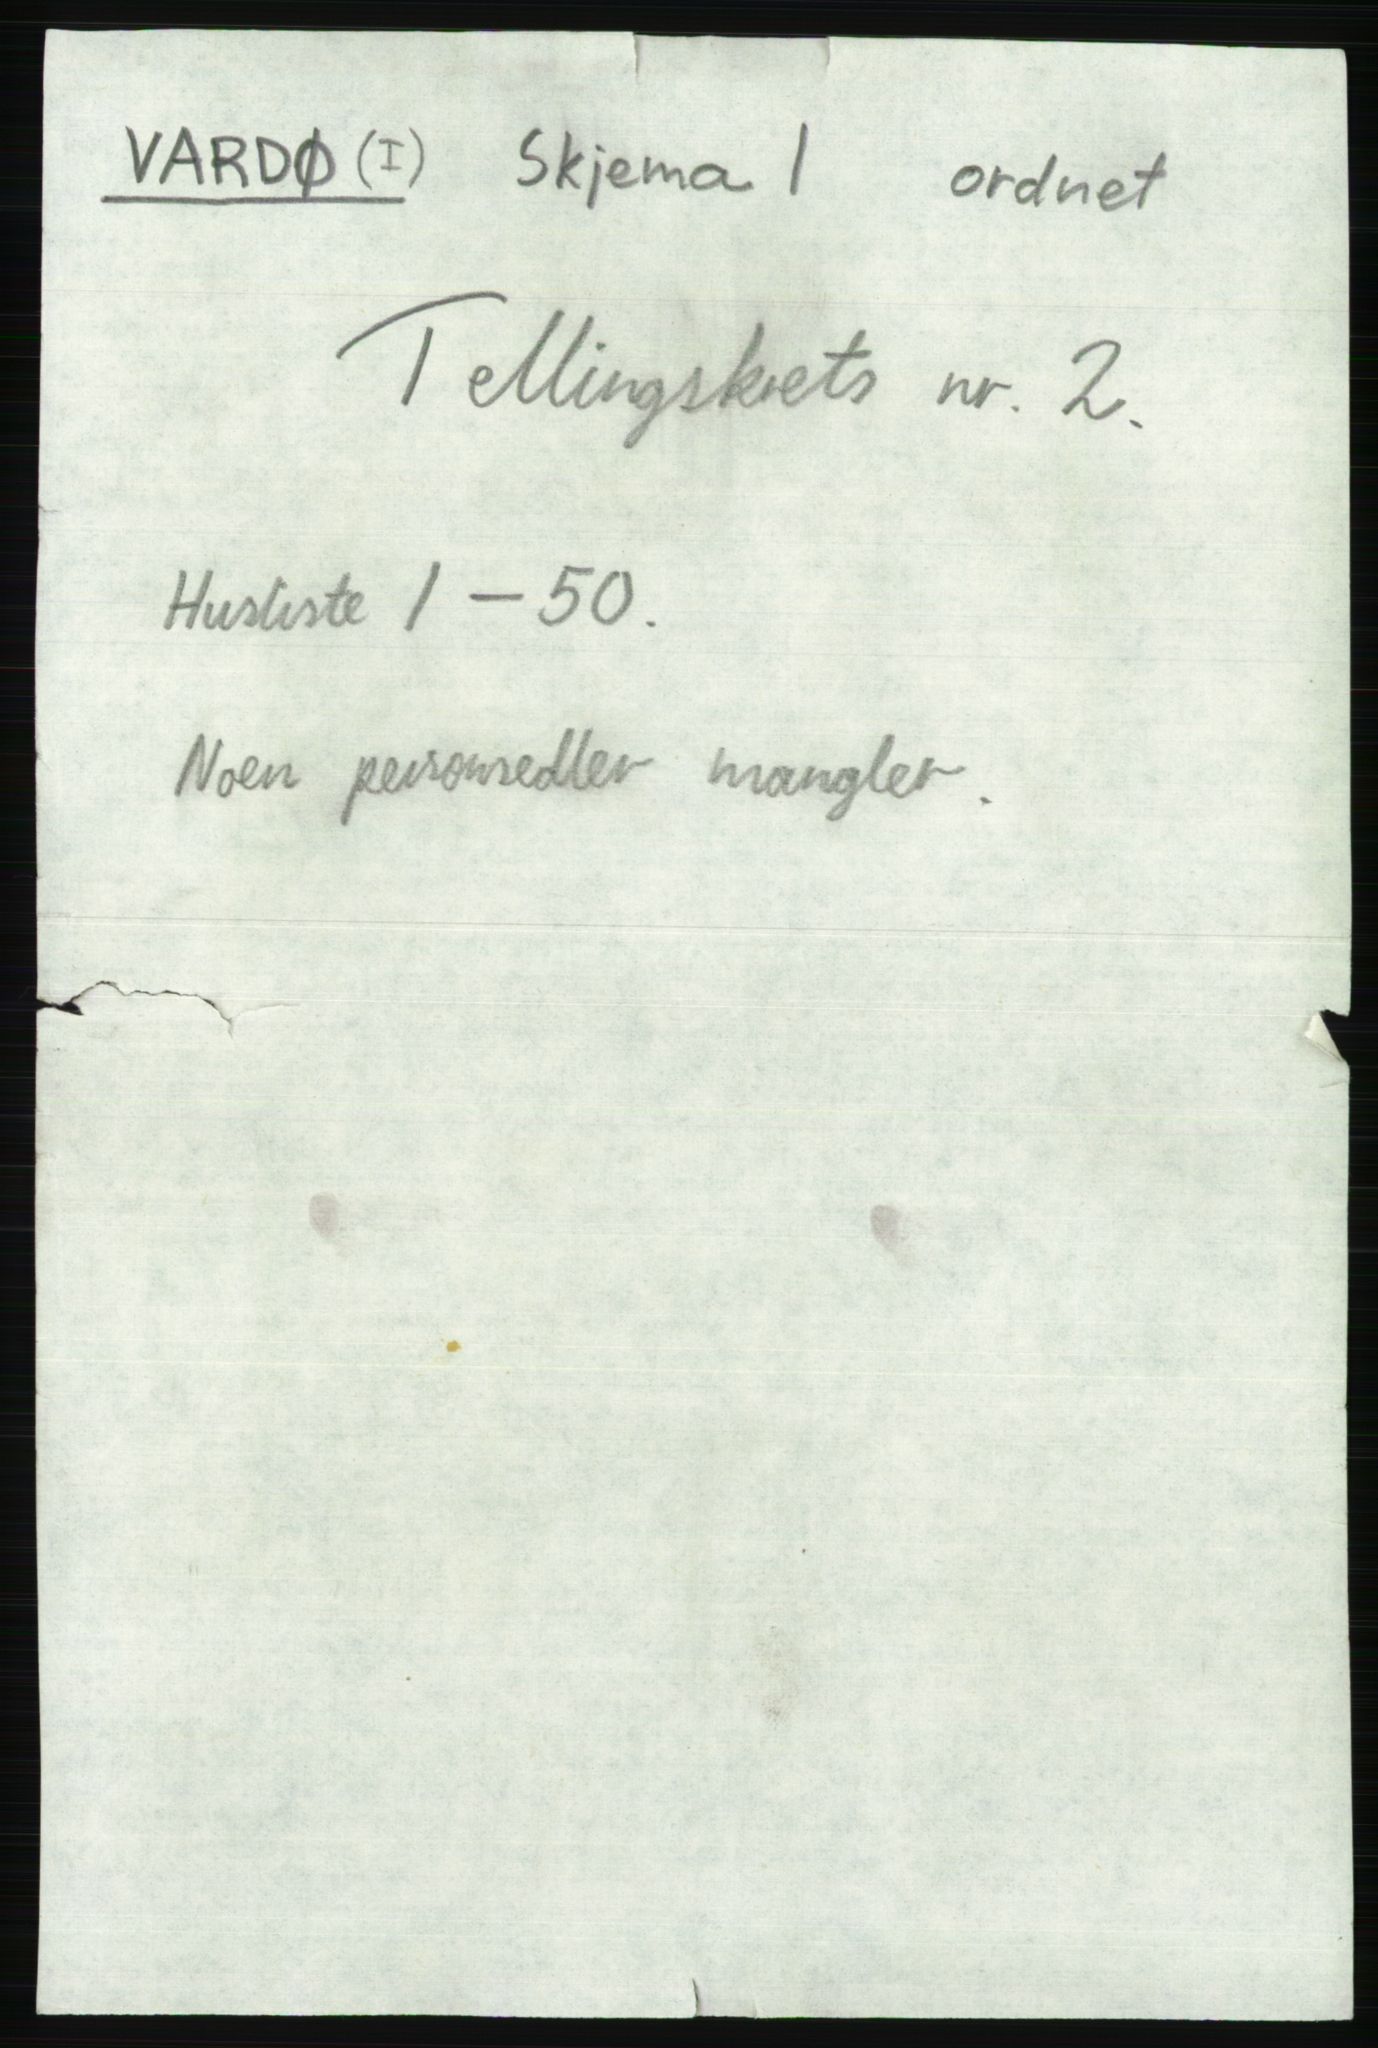 VARDØ (I) Skjema 1 ordnet
Tellingskrets nr. 2.
Husliste 1 – 50.
Noen personsedler mangler.